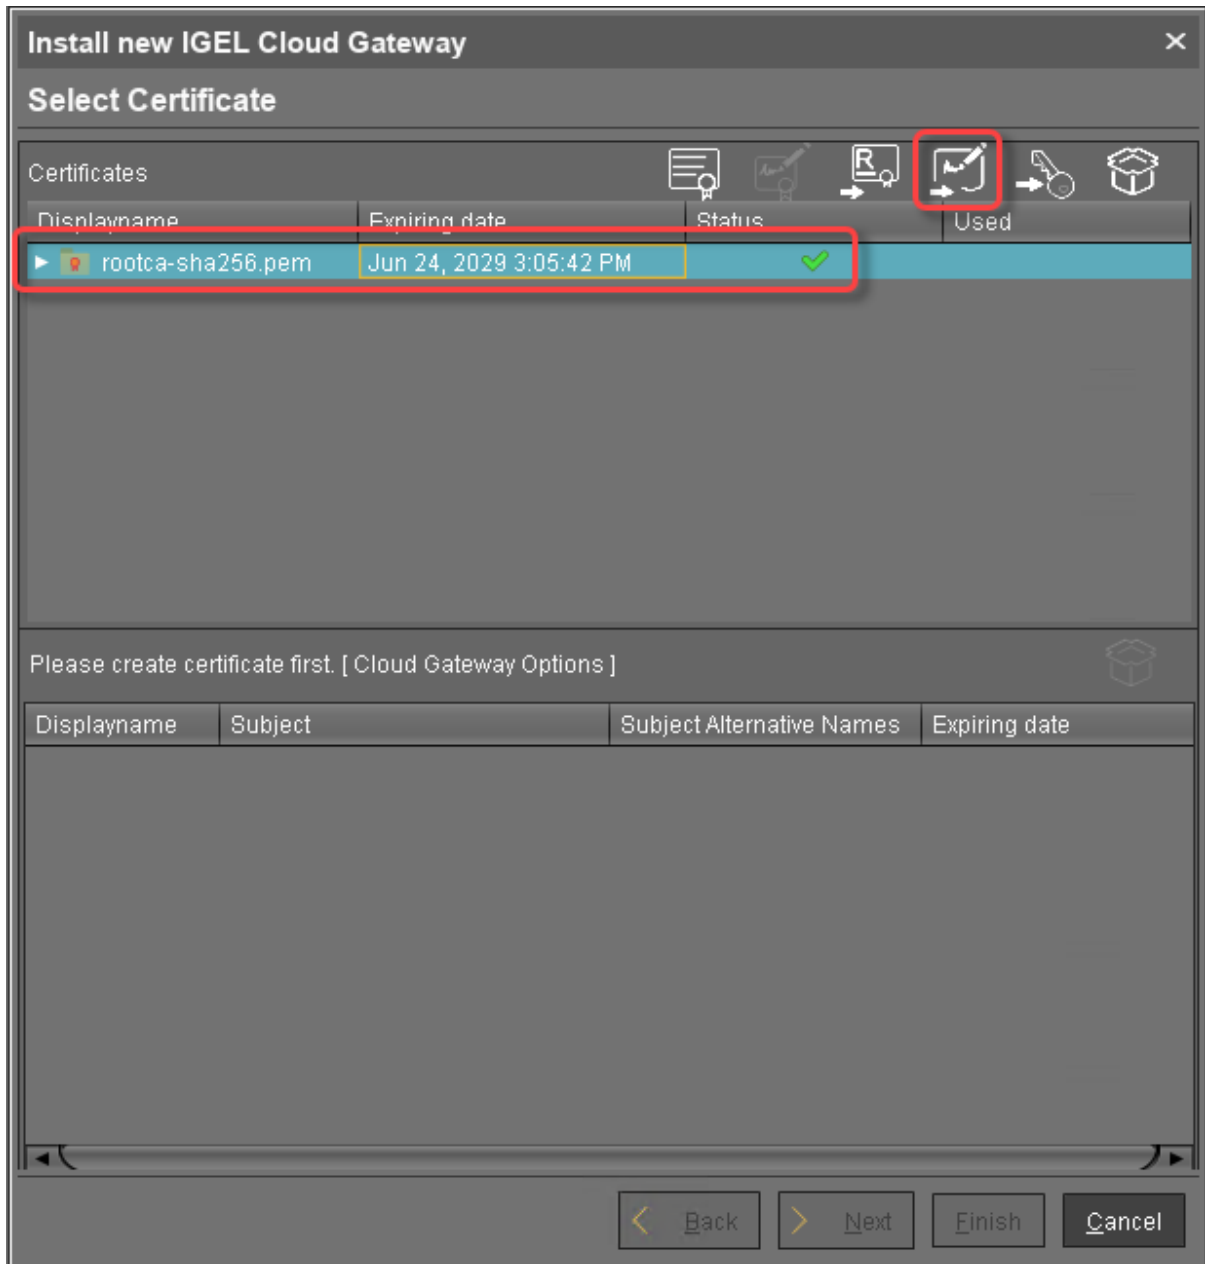 Install new IGEL Cloud Gateway
Select Certificate
Certificates
R
Displayname Expiring date Status Used
rootca-sha256.pem Jun 24, 2029 3:05:42 PM
Please create certificate first. [ Cloud Gateway Options ]
Displayname Subject Subject Alternative Names Expiring date
Back Next Finish Cancel